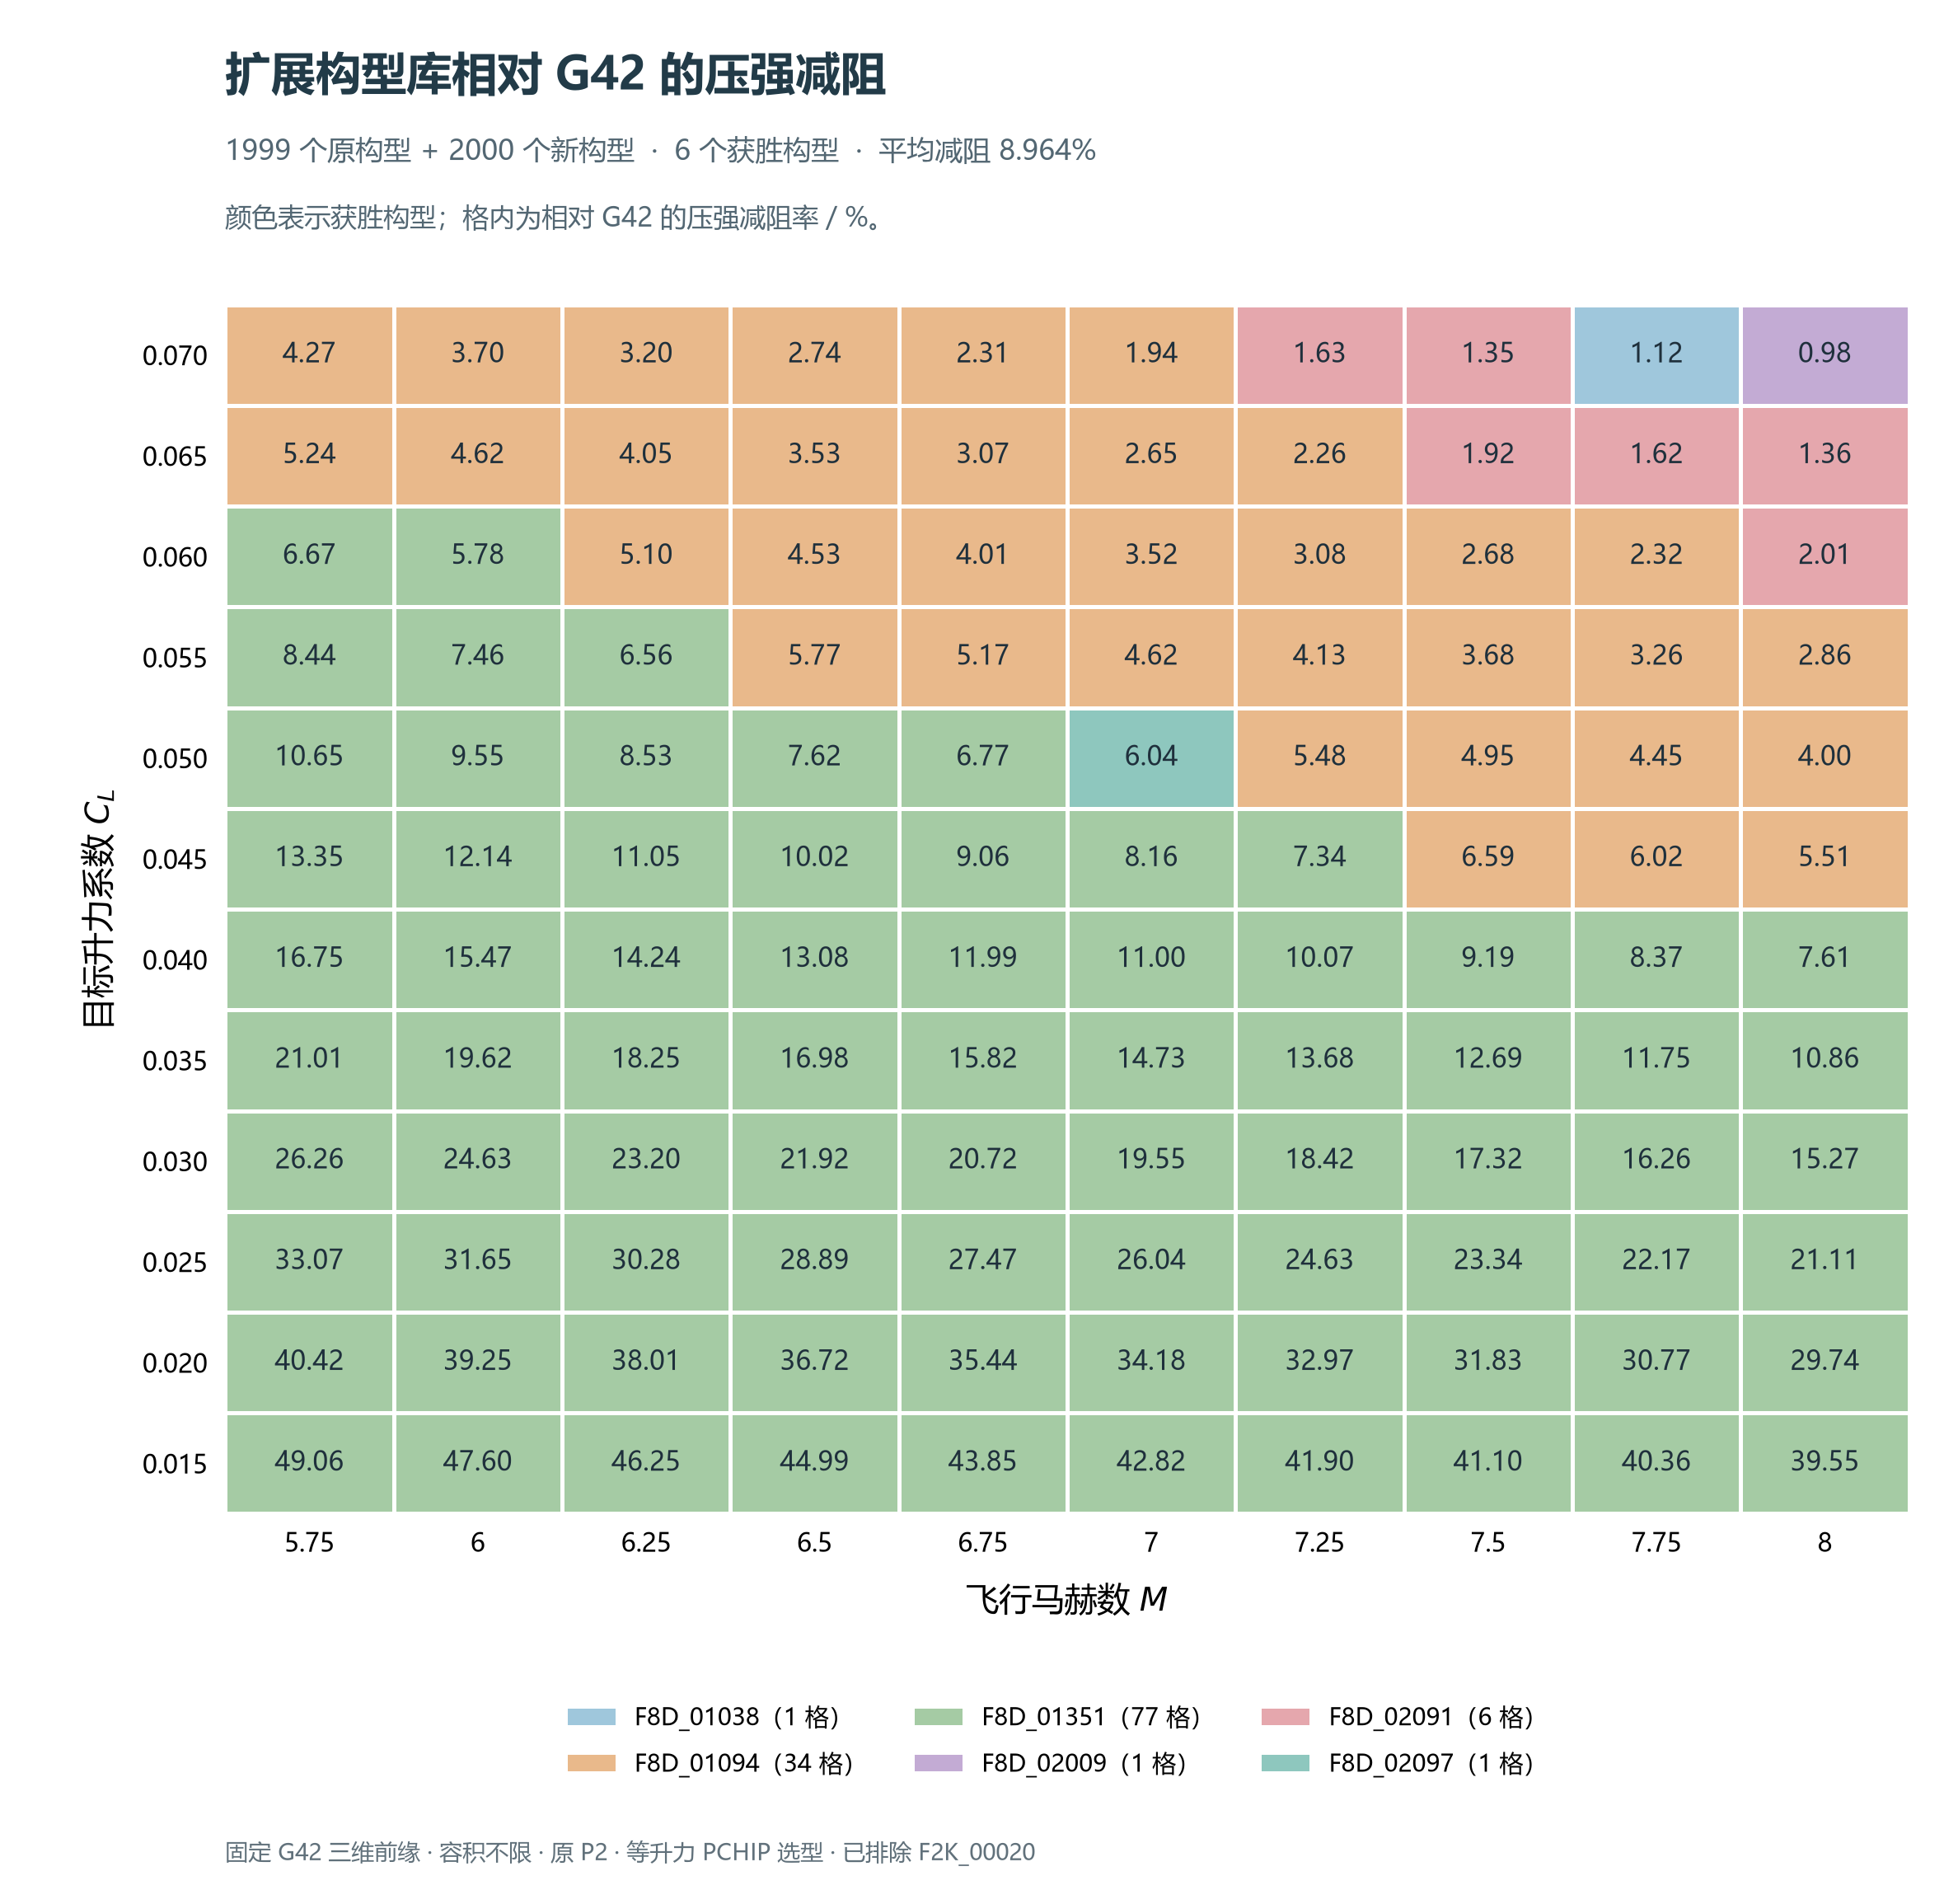 扩展构型库相对 G42 的压强减阻
1999 个原构型 + 2000 个新构型 · 6 个获胜构型 · 平均减阻 8.964%
颜色表示获胜构型；格内为相对 G42 的压强减阻率 / %。
目标升力系数 C_L
0.070 4.27 3.70 3.20 2.74 2.31 1.94 1.63 1.35 1.12 0.98
0.065 5.24 4.62 4.05 3.53 3.07 2.65 2.26 1.92 1.62 1.36
0.060 6.67 5.78 5.10 4.53 4.01 3.52 3.08 2.68 2.32 2.01
0.055 8.44 7.46 6.56 5.77 5.17 4.62 4.13 3.68 3.26 2.86
0.050 10.65 9.55 8.53 7.62 6.77 6.04 5.48 4.95 4.45 4.00
0.045 13.35 12.14 11.05 10.02 9.06 8.16 7.34 6.59 6.02 5.51
0.040 16.75 15.47 14.24 13.08 11.99 11.00 10.07 9.19 8.37 7.61
0.035 21.01 19.62 18.25 16.98 15.82 14.73 13.68 12.69 11.75 10.86
0.030 26.26 24.63 23.20 21.92 20.72 19.55 18.42 17.32 16.26 15.27
0.025 33.07 31.65 30.28 28.89 27.47 26.04 24.63 23.34 22.17 21.11
0.020 40.42 39.25 38.01 36.72 35.44 34.18 32.97 31.83 30.77 29.74
0.015 49.06 47.60 46.25 44.99 43.85 42.82 41.90 41.10 40.36 39.55
5.75 6 6.25 6.5 6.75 7 7.25 7.5 7.75 8
飞行马赫数 M
F8D_01038（1 格） F8D_01351（77 格） F8D_02091（6 格）
F8D_01094（34 格） F8D_02009（1 格） F8D_02097（1 格）
固定 G42 三维前缘 · 容积不限 · 原 P2 · 等升力 PCHIP 选型 · 已排除 F2K_00020